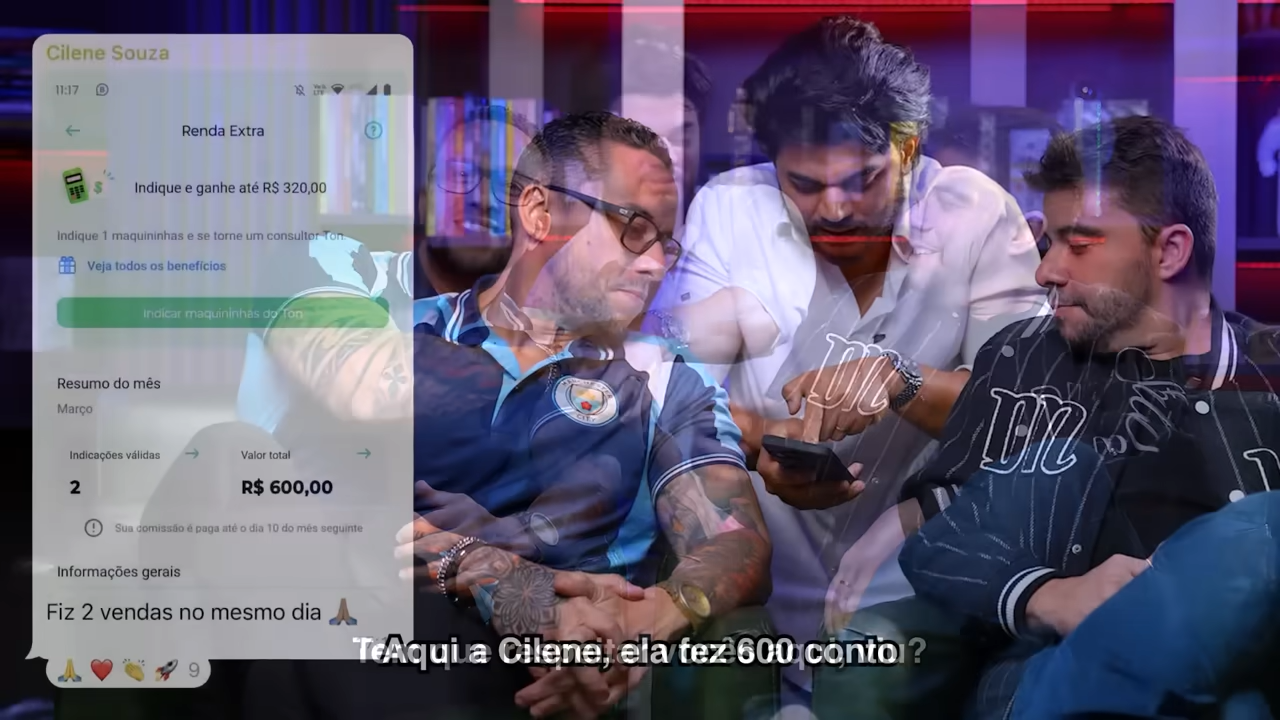 Cilene Souza
11:17
Renda Extra
Indique e ganhe até R$ 320,00
Indique 1 maquininhas e se torne um consultor Ton
Veja todos os benefícios
Indicar maquininhas do Ton
Resumo do mês
Março
Indicações válidas
Valor total
2
R$ 600,00
Sua comissão é paga até o dia 10 do mês seguinte
Informações gerais
Fiz 2 vendas no mesmo dia 🙏🏽
🙏 ❤️ 👏 🚀 9
Aqui a Cilene, ela fez 600 conto